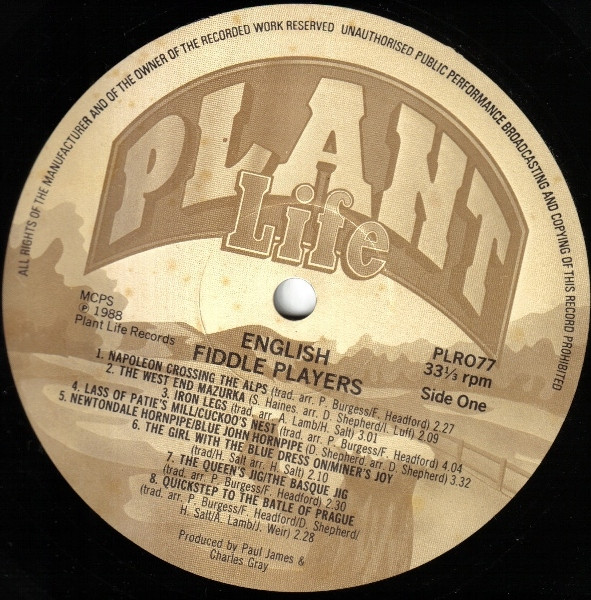 ALL RIGHTS OF THE MANUFACTURER AND OF THE OWNER OF THE RECORDED WORK RESERVED UNAUTHORISED PUBLIC PERFORMANCE BROADCASTING AND COPYING OF THIS RECORD PROHIBITED
PLANT
Life
MCPS
Ⓟ 1988
Plant Life Records
PLR077
33⅓ rpm
Side One
ENGLISH
FIDDLE PLAYERS
1. NAPOLEON CROSSING THE ALPS (trad. arr. P. Burgess/F. Headford) 2.27
2. THE WEST END MAZURKA (S. Haines. arr. D. Shepherd/I. Luff) 2.09
3. IRON LEGS (trad. arr. A. Lamb/H. Salt) 3.01
4. LASS OF PATIE'S MILL/CUCKOO'S NEST (trad. arr. P. Burgess/F. Headford) 4.04
5. NEWTONDALE HORNPIPE/BLUE JOHN HORNPIPE (D. Shepherd. arr. D. Shepherd) 3.32
6. THE GIRL WITH THE BLUE DRESS ON/MINER'S JOY
(trad/H. Salt arr. H. Salt) 2.10
7. THE QUEEN'S JIG/THE BASQUE JIG
(trad. arr. P. Burgess/F. Headford) 2.30
8. QUICKSTEP TO THE BATLE OF PRAGUE
(trad. arr. P. Burgess/F. Headford/D. Shepherd/
H. Salt/A. Lamb/J. Weir) 2.28
Produced by Paul James &
Charles Gray